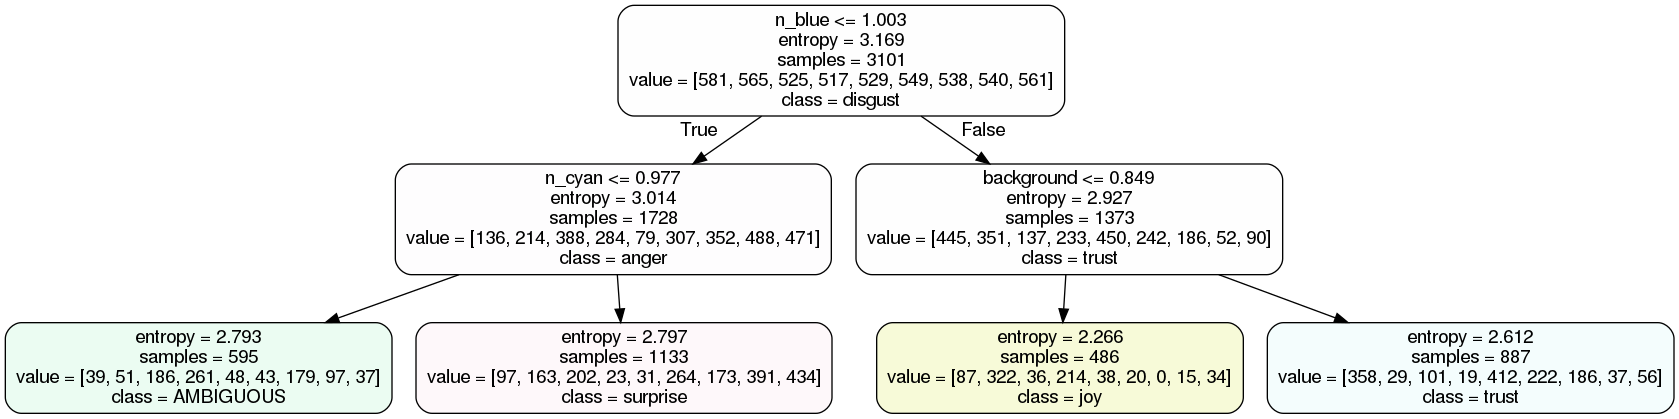 n_blue <= 1.003
entropy = 3.169
samples = 3101
value = [581, 565, 525, 517, 529, 549, 538, 540, 561]
class = disgust
True
False
n_cyan <= 0.977
entropy = 3.014
samples = 1728
value = [136, 214, 388, 284, 79, 307, 352, 488, 471]
class = anger
background <= 0.849
entropy = 2.927
samples = 1373
value = [445, 351, 137, 233, 450, 242, 186, 52, 90]
class = trust
entropy = 2.793
samples = 595
value = [39, 51, 186, 261, 48, 43, 179, 97, 37]
class = AMBIGUOUS
entropy = 2.797
samples = 1133
value = [97, 163, 202, 23, 31, 264, 173, 391, 434]
class = surprise
entropy = 2.266
samples = 486
value = [87, 322, 36, 214, 38, 20, 0, 15, 34]
class = joy
entropy = 2.612
samples = 887
value = [358, 29, 101, 19, 412, 222, 186, 37, 56]
class = trust